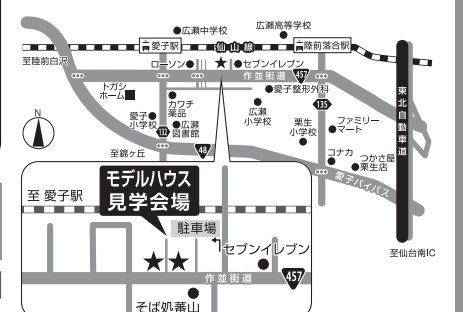 広瀬中学校
広瀬高等学校
愛子駅
仙山線
陸前落合駅
至陸前白沢
ローソン
セブンイレブン
作並街道
457
トガシ
ホーム
カワチ
薬品
愛子整形外科
135
東北自動車道
N
愛子
小学校
広瀬
図書館
132
広瀬
小学校
栗生
小学校
ファミリー
マート
至錦ヶ丘
48
コナカ
つかさ屋
栗生店
愛子バイパス
モデルハウス
見学会場
至 愛子駅
駐車場
セブンイレブン
至仙台南IC
作並街道
457
そば処蕃山